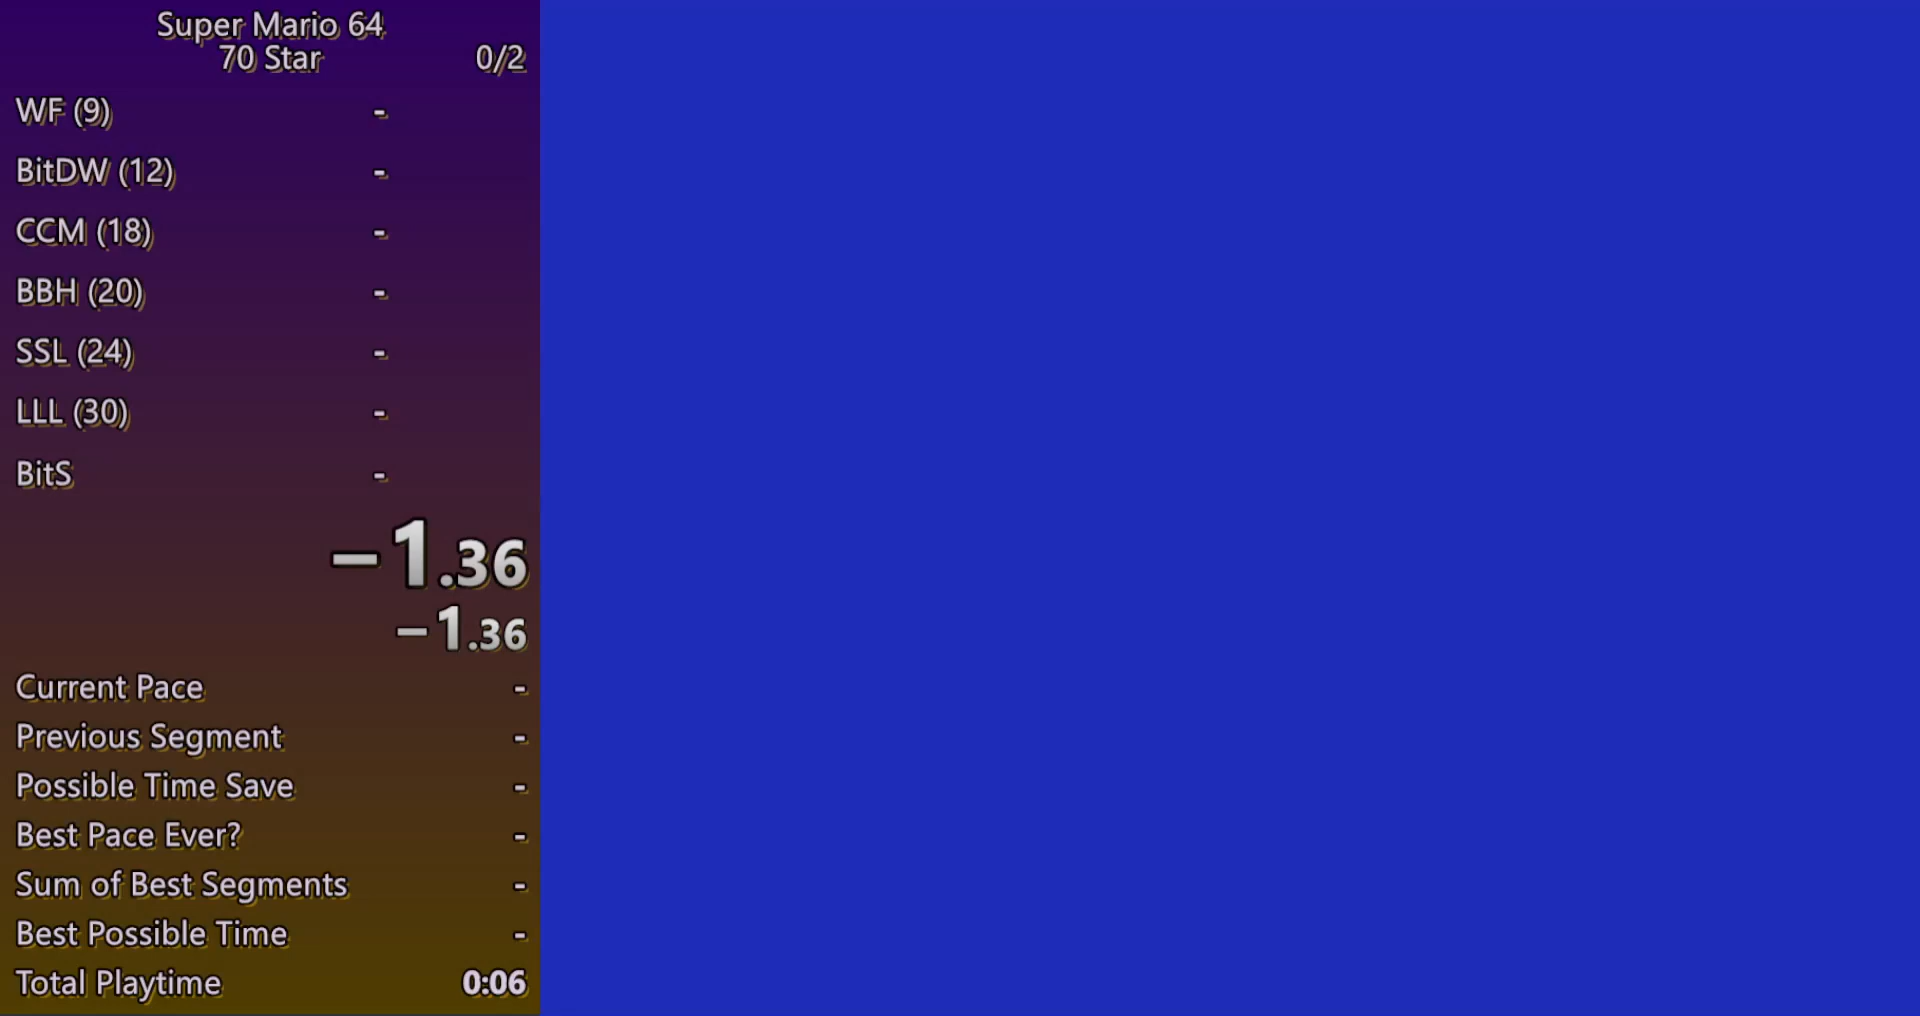 Super Mario 64
70 Star 0/2
WF (9) -
BitDW (12) -
CCM (18) -
BBH (20) -
SSL (24) -
LLL (30) -
BitS -
−1.36
−1.36
Current Pace -
Previous Segment -
Possible Time Save -
Best Pace Ever? -
Sum of Best Segments -
Best Possible Time -
Total Playtime 0:06